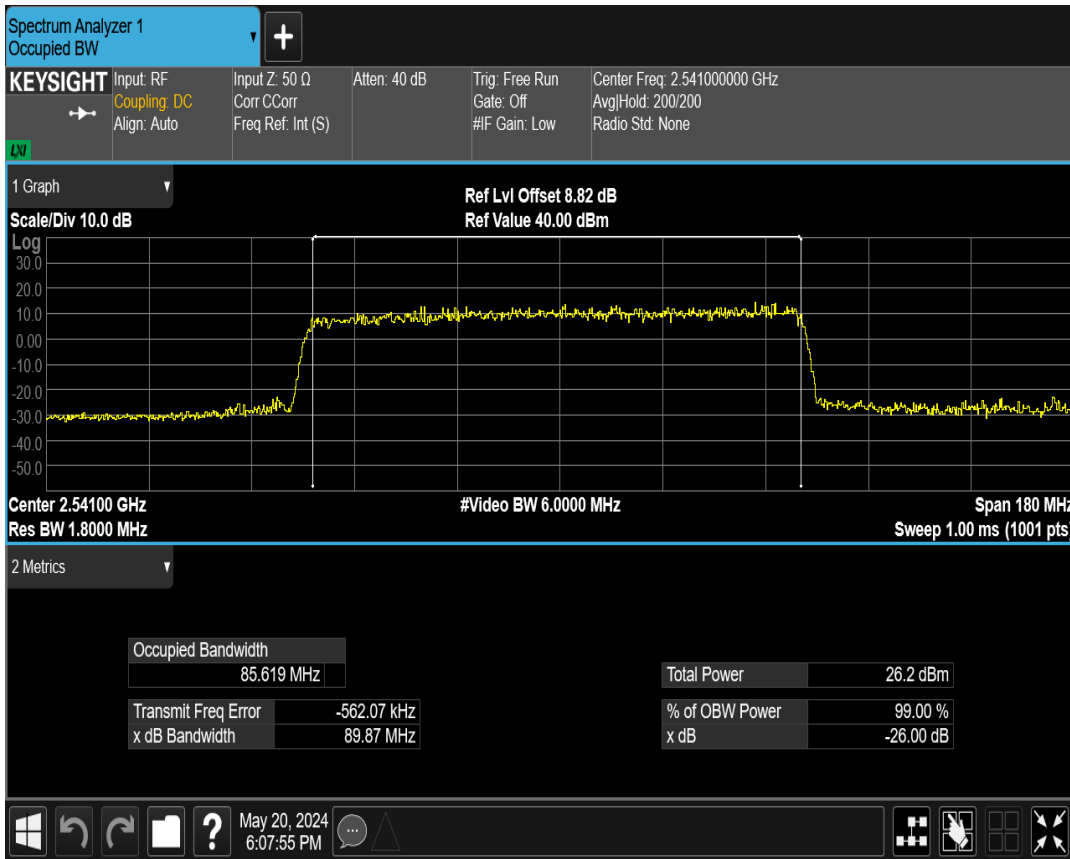 Spectrum Analyzer 1
Occupied BW
KEYSIGHT
LXI
Input: RF
Coupling: DC
Align: Auto
Input Z: 50 Ω
Corr CCorr
Freq Ref: Int (S)
Atten: 40 dB
Trig: Free Run
Gate: Off
#IF Gain: Low
Center Freq: 2.541000000 GHz
Avg|Hold: 200/200
Radio Std: None
1 Graph
Scale/Div 10.0 dB
Ref Lvl Offset 8.82 dB
Ref Value 40.00 dBm
Log
30.0
20.0
10.0
0.00
-10.0
-20.0
-30.0
-40.0
-50.0
Center 2.54100 GHz
#Video BW 6.0000 MHz
Span 180 MHz
Res BW 1.8000 MHz
Sweep 1.00 ms (1001 pts)
2 Metrics
Occupied Bandwidth
85.619 MHz
Total Power 26.2 dBm
Transmit Freq Error -562.07 kHz
% of OBW Power 99.00 %
x dB Bandwidth 89.87 MHz
x dB -26.00 dB
May 20, 2024
6:07:55 PM